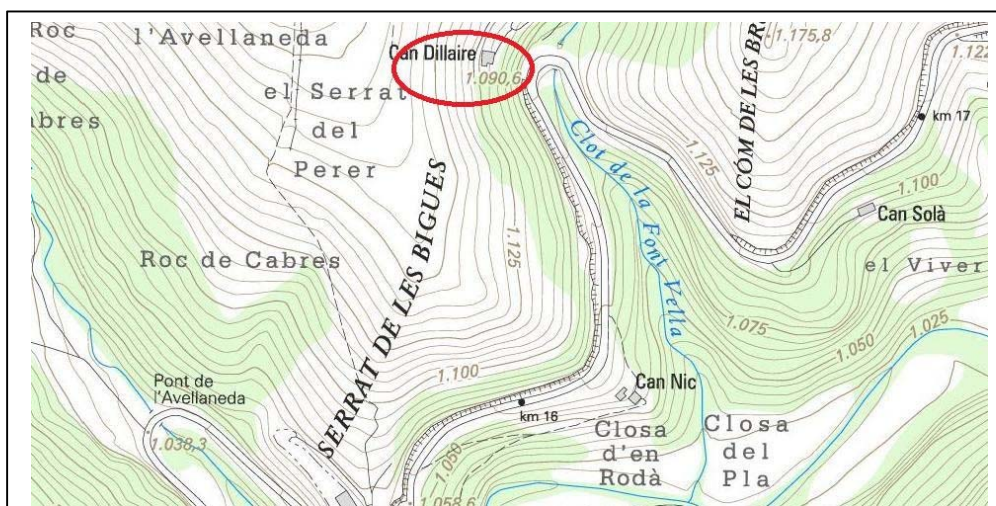 Roc
de
Cabres
l'Avellaneda
Can Dillaire
1.090,6
el Serrat
del
Perer
1.175,8
EL CÓM DE LES BR
1.122
km 17
1.125
1.100
Can Solà
el Viver
Clot de la Font Vella
SERRAT DE LES BIGUES
1.125
Roc de Cabres
1.075
1.050
1.025
1.100
Pont de
l'Avellaneda
1.038,3
Can Nic
km 16
Closa
d'en
Rodà
Closa
del
Pla
1.050
1.058,6